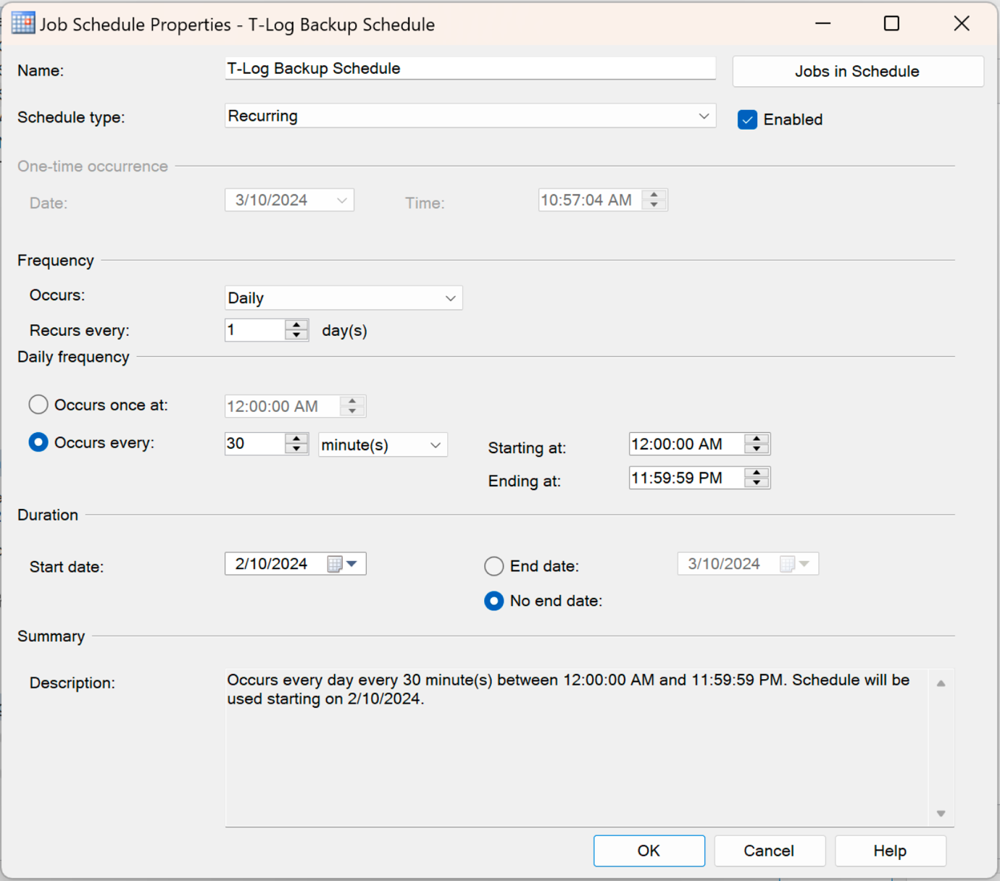 Job Schedule Properties - T-Log Backup Schedule
Name: T-Log Backup Schedule Jobs in Schedule
Schedule type: Recurring Enabled
One-time occurrence
Date: 3/10/2024 Time: 10:57:04 AM
Frequency
Occurs: Daily
Recurs every: 1 day(s)
Daily frequency
Occurs once at: 12:00:00 AM
Occurs every: 30 minute(s) Starting at: 12:00:00 AM
Ending at: 11:59:59 PM
Duration
Start date: 2/10/2024 End date: 3/10/2024
No end date:
Summary
Description: Occurs every day every 30 minute(s) between 12:00:00 AM and 11:59:59 PM. Schedule will be
used starting on 2/10/2024.
OK Cancel Help